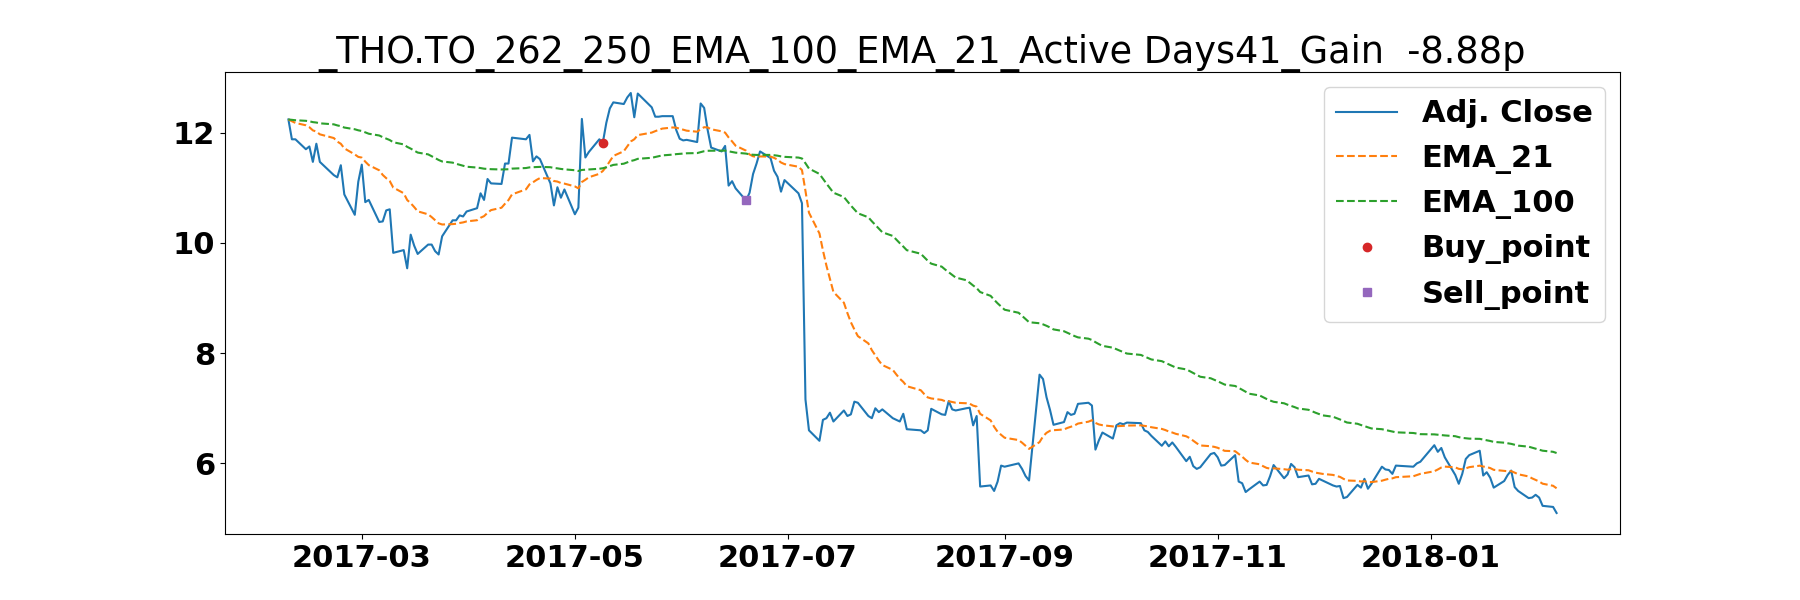 _THO.TO_262_250_EMA_100_EMA_21_Active Days41_Gain  -8.88p
Adj. Close
EMA_21
EMA_100
Buy_point
Sell_point
12
10
8
6
2017-03
2017-05
2017-07
2017-09
2017-11
2018-01